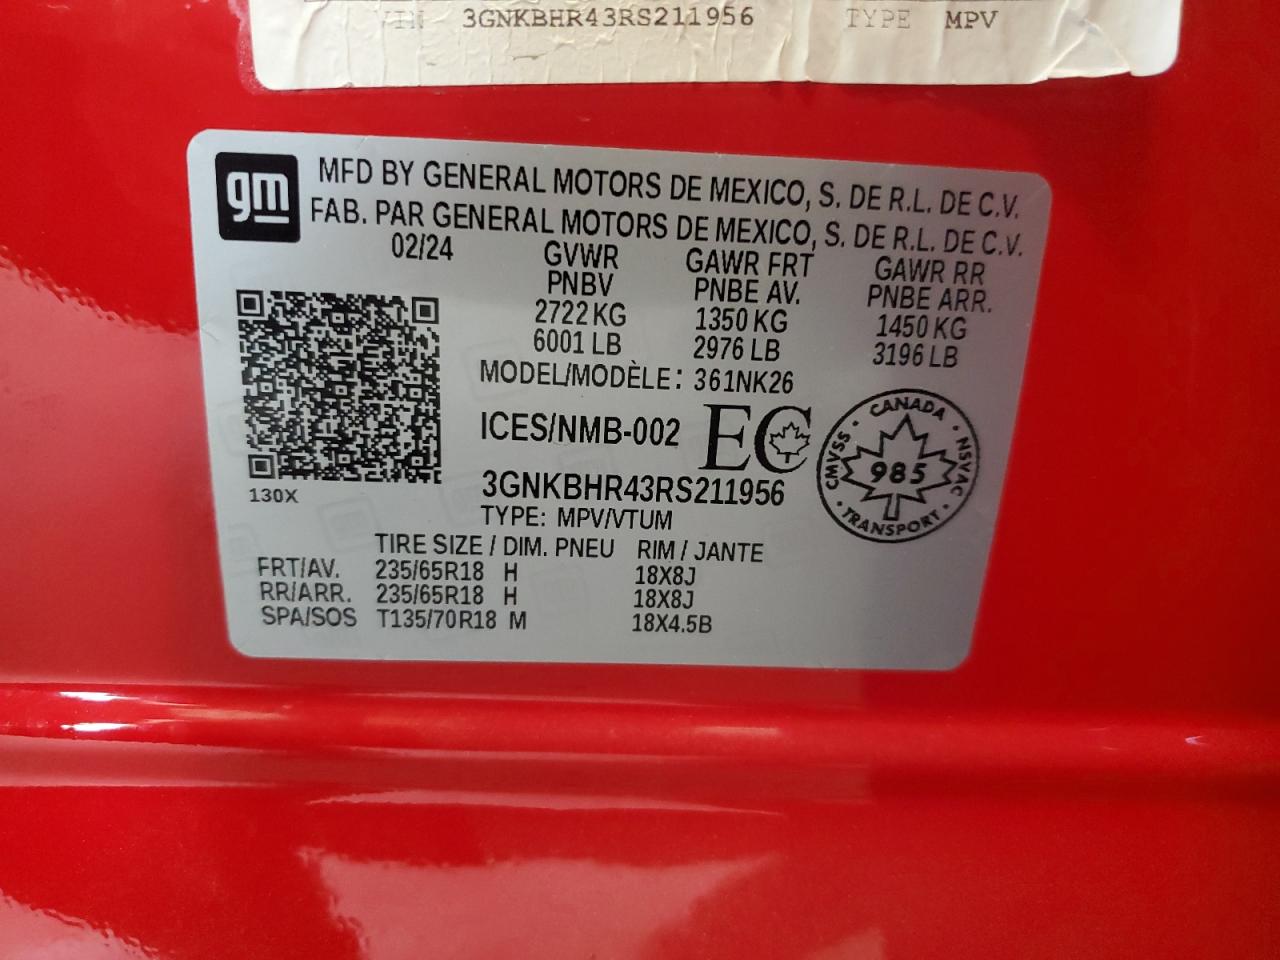 VIN 3GNKBHR43RS211956 TYPE MPV
gm
MFD BY GENERAL MOTORS DE MEXICO, S. DE R.L. DE C.V.
FAB. PAR GENERAL MOTORS DE MEXICO, S. DE R.L. DE C.V.
02/24 GVWR GAWR FRT GAWR RR
PNBV PNBE AV. PNBE ARR.
2722 KG 1350 KG 1450 KG
6001 LB 2976 LB 3196 LB
MODEL/MODÈLE: 361NK26
ICES/NMB-002 EC
CANADA
CMVSS · 985 · NSVAC
TRANSPORT
3GNKBHR43RS211956
130X
TYPE: MPV/VTUM
TIRE SIZE / DIM. PNEU RIM / JANTE
FRT/AV. 235/65R18 H 18X8J
RR/ARR. 235/65R18 H 18X8J
SPA/SOS T135/70R18 M 18X4.5B